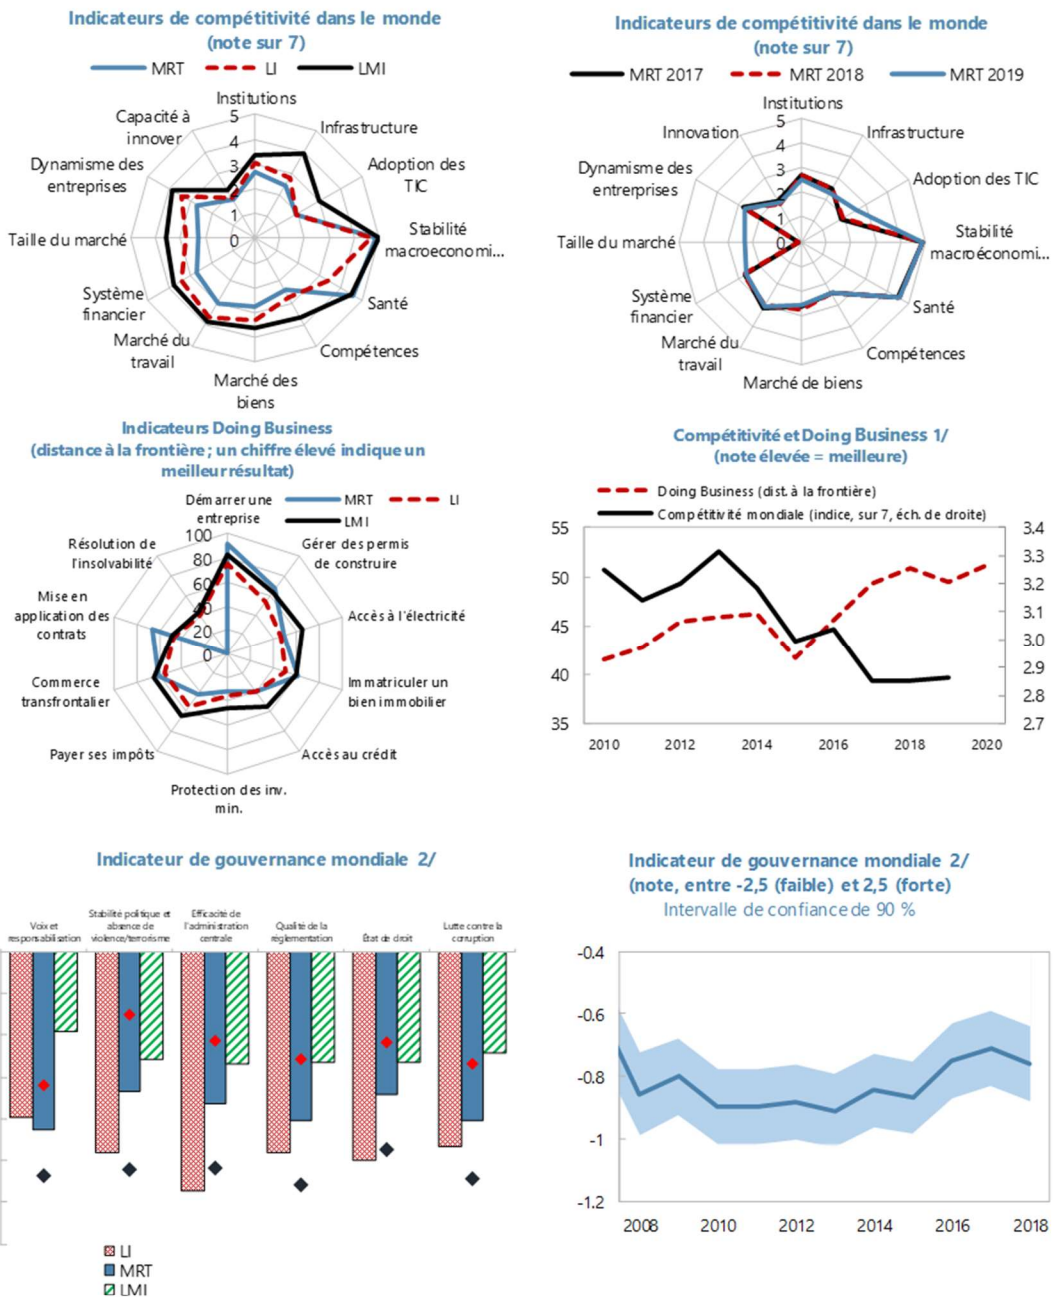 Indicateurs de compétitivité dans le monde
(note sur 7)
MRT LI LMI
Institutions
Infrastructure
Adoption des
TIC
Stabilité
macroeconomi...
Santé
Compétences
Marché des
biens
Marché du
travail
Système
financier
Taille du marché
Dynamisme des
entreprises
Capacité à
innover
5
4
3
2
1
0
Indicateurs de compétitivité dans le monde
(note sur 7)
MRT 2017 MRT 2018 MRT 2019
Institutions
Infrastructure
Adoption des TIC
Stabilité
macroéconomi...
Santé
Compétences
Marché de biens
Marché du
travail
Système
financier
Taille du marché
Dynamisme des
entrerprises
Innovation
5
4
3
2
1
0
Indicateurs Doing Business
(distance à la frontière; un chiffre élevé indique un
meilleur résultat)
MRT LI
LMI
Démarrer une
entreprise
Gérer des permis
de construire
Accès à l'électricité
Immatriculer un
bien immobilier
Accès au crédit
Protection des inv.
min.
Payer ses impôts
Commerce
transfrontalier
Mise en
application des
contrats
Résolution de
l'insolvabilité
100
80
60
40
20
0
Compétitivité et Doing Business 1/
(note élevée = meilleure)
Doing Business (dist. à la frontière)
Compétitivité mondiale (indice, sur 7, éch. de droite)
55
50
45
40
35
3.4
3.3
3.2
3.1
3.0
2.9
2.8
2.7
2010 2012 2014 2016 2018 2020
Indicateur de gouvernance mondiale 2/
Voix et
responsabilisation
Stabilité politique et
absence de
violence/terrorisme
Efficacité de
l'administration
centrale
Qualité de la
réglementation
État de droit
Lutte contre la
corruption
LI
MRT
LMI
Indicateur de gouvernance mondiale 2/
(note, entre -2,5 (faible) et 2,5 (forte)
Intervalle de confiance de 90 %
-0.4
-0.6
-0.8
-1
-1.2
2008 2010 2012 2014 2016 2018